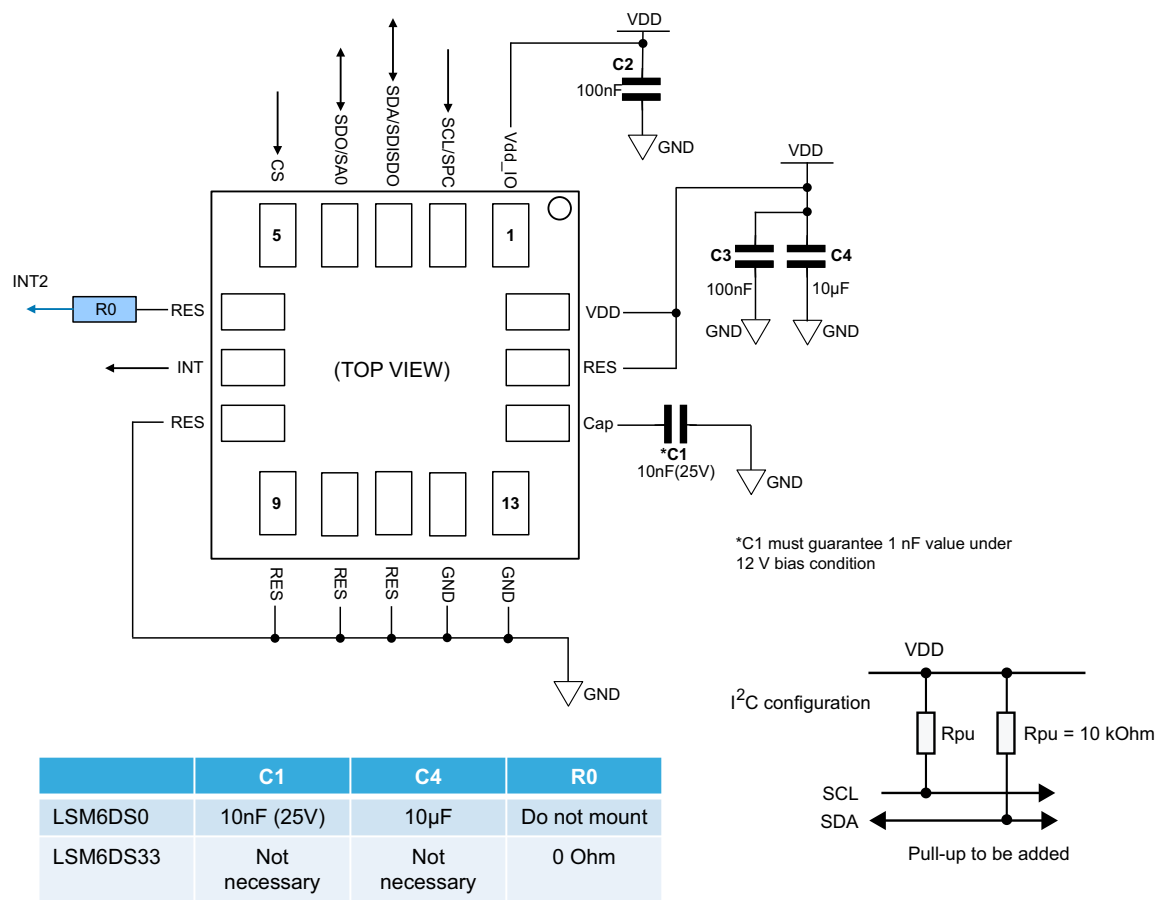 VDD
C2
100nF
GND
CS
SDO/SA0
SDA/SDISDO
SCL/SPC
Vdd_IO
VDD
C3
C4
100nF
10µF
GND
GND
5
1
INT2
R0
RES
INT
RES
(TOP VIEW)
VDD
RES
Cap
*C1
10nF(25V)
GND
9
13
RES
RES
RES
GND
GND
GND
*C1 must guarantee 1 nF value under
12 V bias condition
VDD
I2C configuration
Rpu
Rpu = 10 kOhm
SCL
SDA
Pull-up to be added
C1 C4 R0
LSM6DS0 10nF (25V) 10µF Do not mount
LSM6DS33 Not necessary Not necessary 0 Ohm